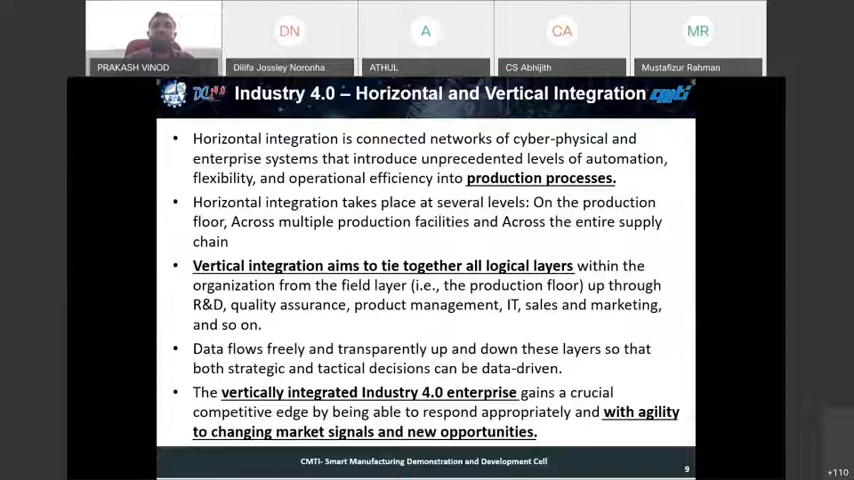 DN
A
CA
MR
PRAKASH VINOD
Dilifa Jossley Noronha
ATHUL
CS Abhijith
Mustafizur Rahman
Industry 4.0 – Horizontal and Vertical Integration
cmti
• Horizontal integration is connected networks of cyber-physical and
enterprise systems that introduce unprecedented levels of automation,
flexibility, and operational efficiency into production processes.
• Horizontal integration takes place at several levels: On the production
floor, Across multiple production facilities and Across the entire supply
chain
• Vertical integration aims to tie together all logical layers within the
organization from the field layer (i.e., the production floor) up through
R&D, quality assurance, product management, IT, sales and marketing,
and so on.
• Data flows freely and transparently up and down these layers so that
both strategic and tactical decisions can be data-driven.
• The vertically integrated Industry 4.0 enterprise gains a crucial
competitive edge by being able to respond appropriately and with agility
to changing market signals and new opportunities.
CMTI- Smart Manufacturing Demonstration and Development Cell
9
+110